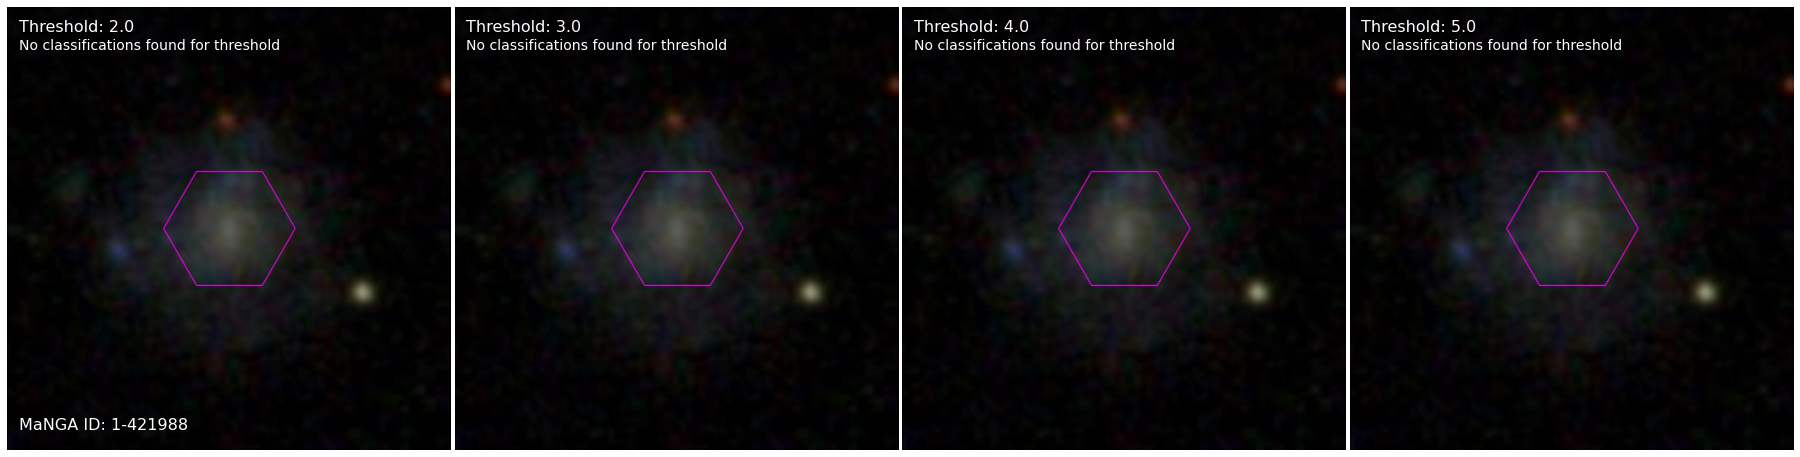 Threshold: 2.0
No classifications found for threshold
MaNGA ID: 1-421988
Threshold: 3.0
No classifications found for threshold
Threshold: 4.0
No classifications found for threshold
Threshold: 5.0
No classifications found for threshold